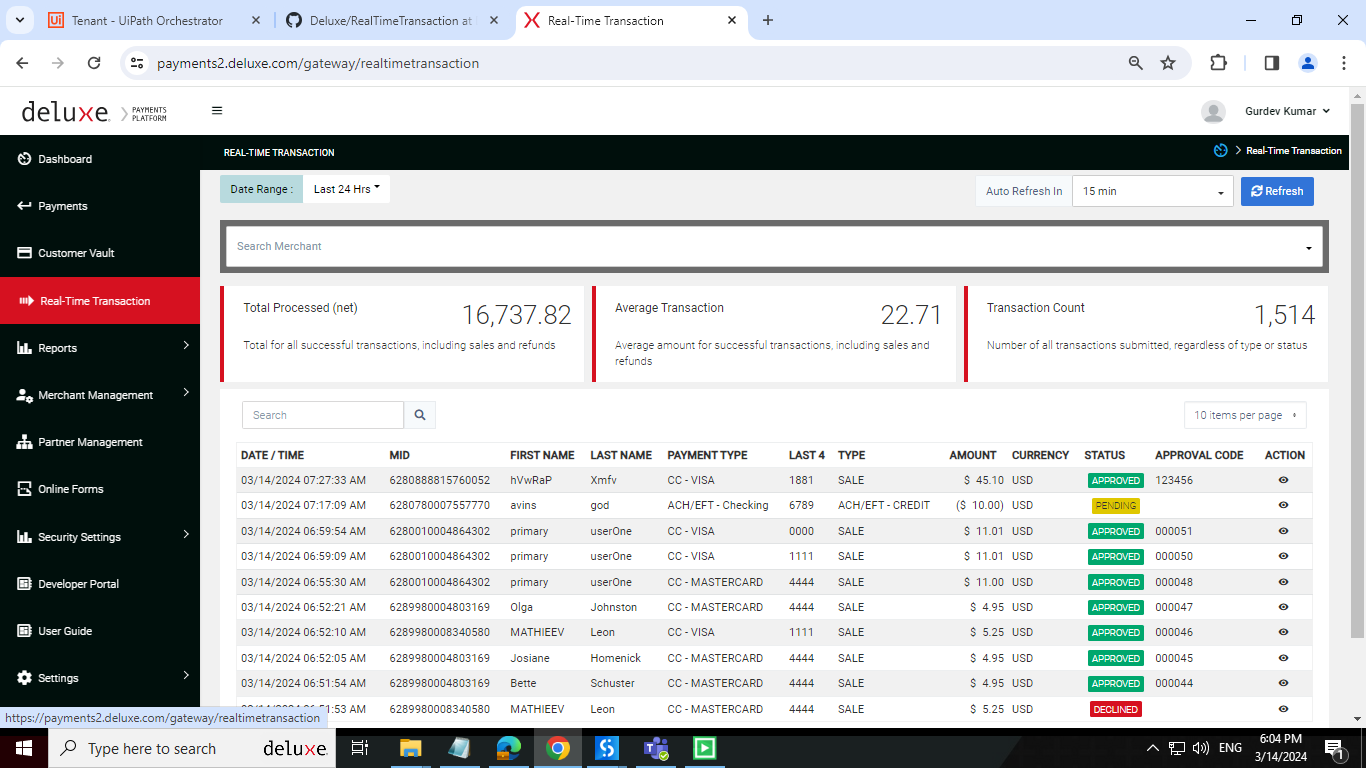 Tenant - UiPath Orchestrator
Deluxe/RealTimeTransaction at
Real-Time Transaction
payments2.deluxe.com/gateway/realtimetransaction
deluxe. PAYMENTS PLATFORM
Gurdev Kumar
Dashboard
Payments
Customer Vault
Real-Time Transaction
Reports
Merchant Management
Partner Management
Online Forms
Security Settings
Developer Portal
User Guide
Settings
REAL-TIME TRANSACTION
Real-Time Transaction
Date Range : Last 24 Hrs
Auto Refresh In 15 min Refresh
Search Merchant
Total Processed (net) 16,737.82
Total for all successful transactions, including sales and refunds
Average Transaction 22.71
Average amount for successful transactions, including sales and
refunds
Transaction Count 1,514
Number of all transactions submitted, regardless of type or status
Search
10 items per page
DATE / TIME MID FIRST NAME LAST NAME PAYMENT TYPE LAST 4 TYPE AMOUNT CURRENCY STATUS APPROVAL CODE ACTION
03/14/2024 07:27:33 AM 6280888815760052 hVwRaP Xmfv CC - VISA 1881 SALE $ 45.10 USD APPROVED 123456
03/14/2024 07:17:09 AM 6280780007557770 avins god ACH/EFT - Checking 6789 ACH/EFT - CREDIT ($ 10.00) USD PENDING
03/14/2024 06:59:54 AM 6280010004864302 primary userOne CC - VISA 0000 SALE $ 11.01 USD APPROVED 000051
03/14/2024 06:59:09 AM 6280010004864302 primary userOne CC - VISA 1111 SALE $ 11.01 USD APPROVED 000050
03/14/2024 06:55:30 AM 6280010004864302 primary userOne CC - MASTERCARD 4444 SALE $ 11.00 USD APPROVED 000048
03/14/2024 06:52:21 AM 6289980004803169 Olga Johnston CC - MASTERCARD 4444 SALE $ 4.95 USD APPROVED 000047
03/14/2024 06:52:10 AM 6289980008340580 MATHIEEV Leon CC - VISA 1111 SALE $ 5.25 USD APPROVED 000046
03/14/2024 06:52:05 AM 6289980004803169 Josiane Homenick CC - MASTERCARD 4444 SALE $ 4.95 USD APPROVED 000045
03/14/2024 06:51:54 AM 6289980004803169 Bette Schuster CC - MASTERCARD 4444 SALE $ 4.95 USD APPROVED 000044
:53 AM 6289980008340580 MATHIEEV Leon CC - MASTERCARD 4444 SALE $ 5.25 USD DECLINED
https://payments2.deluxe.com/gateway/realtimetransaction
Type here to search deluxe. ENG 6:04 PM
3/14/2024
1